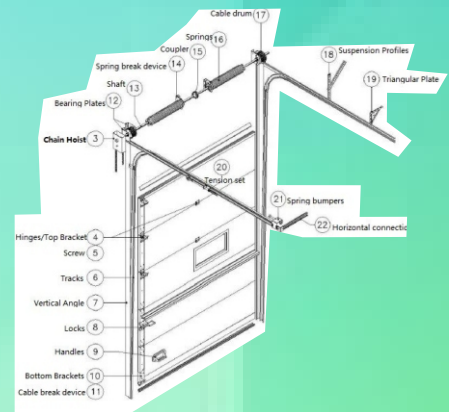 Cable drum 17
Springs 16
Coupler 15
Spring break device 14
Shaft 13
Bearing Plates 12
Chain Hoist 3
18 Suspension Profiles
19 Triangular Plate
20
Tension set
21 Spring bumpers
22 Horizontal connectic
Hinges/Top Bracket 4
Screw 5
Tracks 6
Vertical Angle 7
Locks 8
Handles 9
Bottom Brackets 10
Cable break device 11